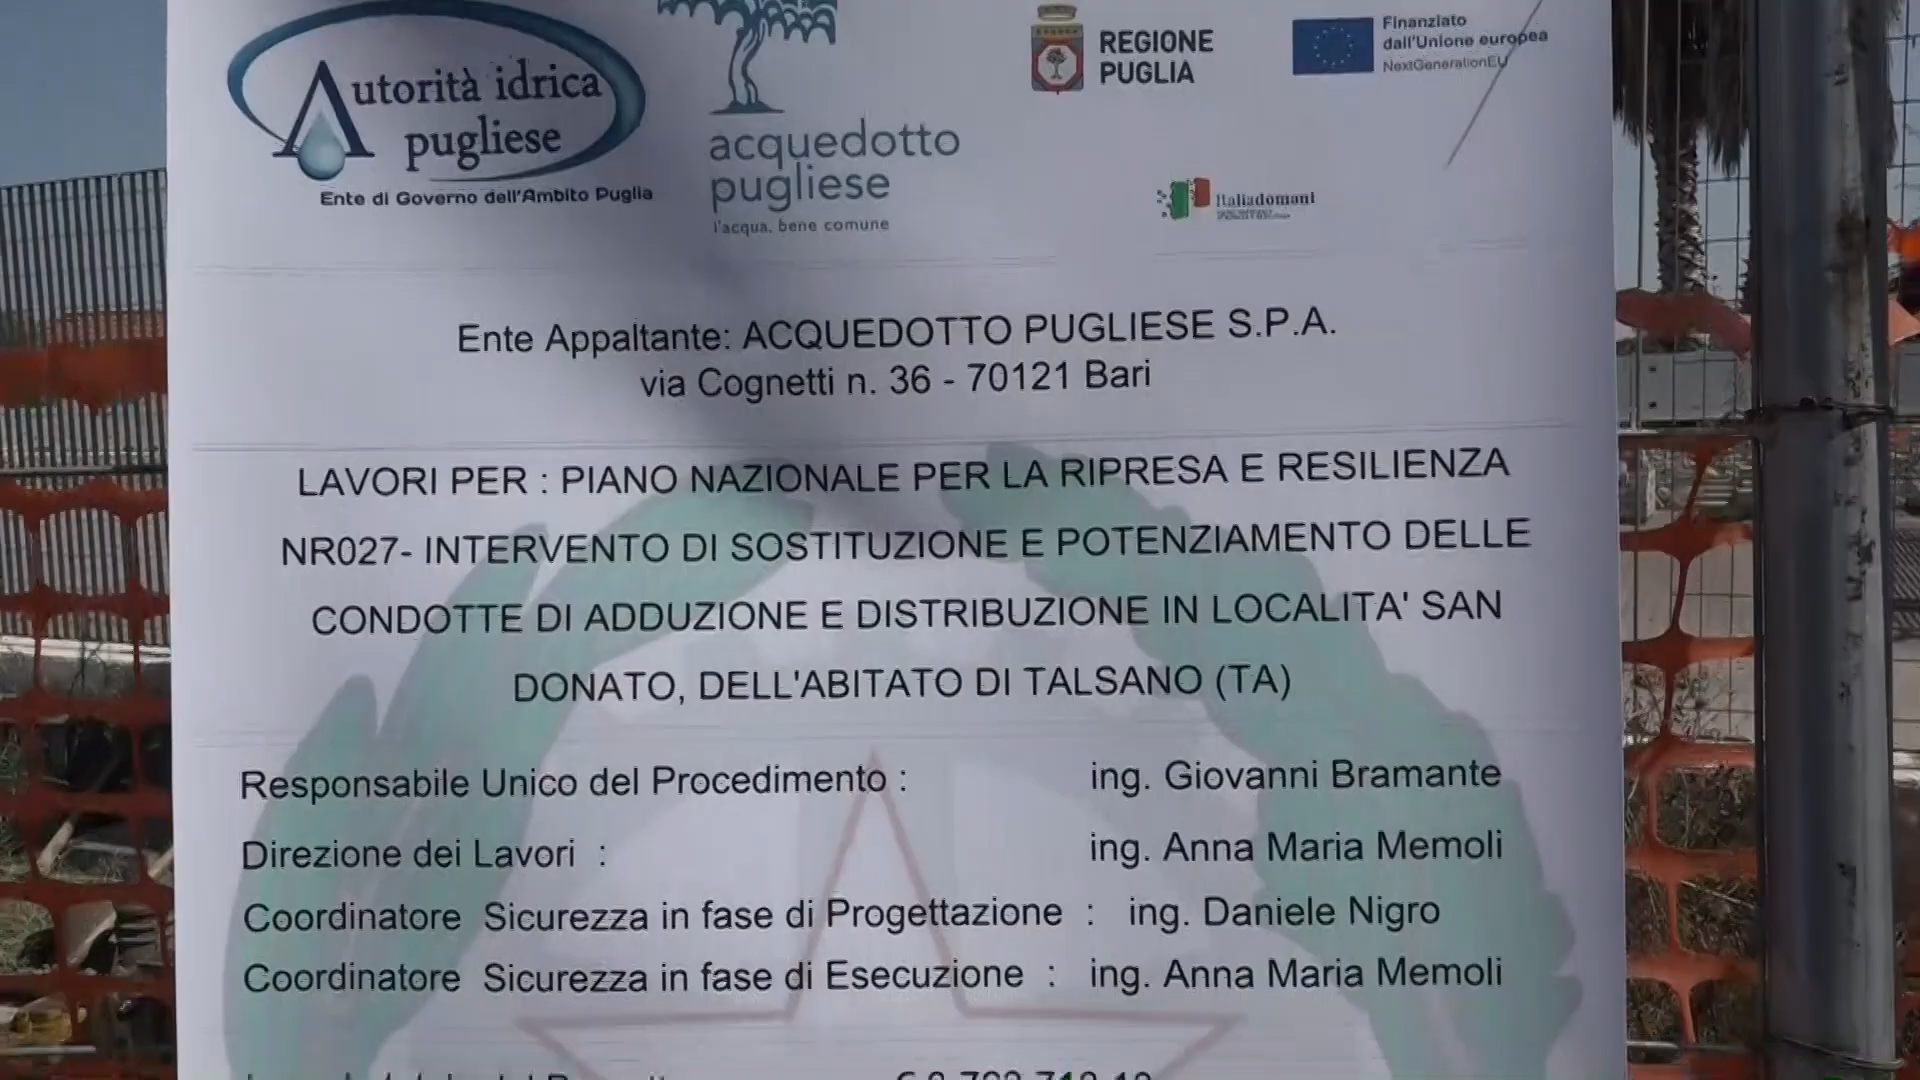 Autorità idrica
pugliese
Ente di Governo dell'Ambito Puglia
acquedotto
pugliese
l'acqua, bene comune
REGIONE
PUGLIA
Finanziato
dall'Unione europea
NextGenerationEU
Italiadomani
Ente Appaltante: ACQUEDOTTO PUGLIESE S.P.A.
via Cognetti n. 36 - 70121 Bari
LAVORI PER : PIANO NAZIONALE PER LA RIPRESA E RESILIENZA
NR027- INTERVENTO DI SOSTITUZIONE E POTENZIAMENTO DELLE
CONDOTTE DI ADDUZIONE E DISTRIBUZIONE IN LOCALITA' SAN
DONATO, DELL'ABITATO DI TALSANO (TA)
Responsabile Unico del Procedimento : ing. Giovanni Bramante
Direzione dei Lavori : ing. Anna Maria Memoli
Coordinatore Sicurezza in fase di Progettazione : ing. Daniele Nigro
Coordinatore Sicurezza in fase di Esecuzione : ing. Anna Maria Memoli